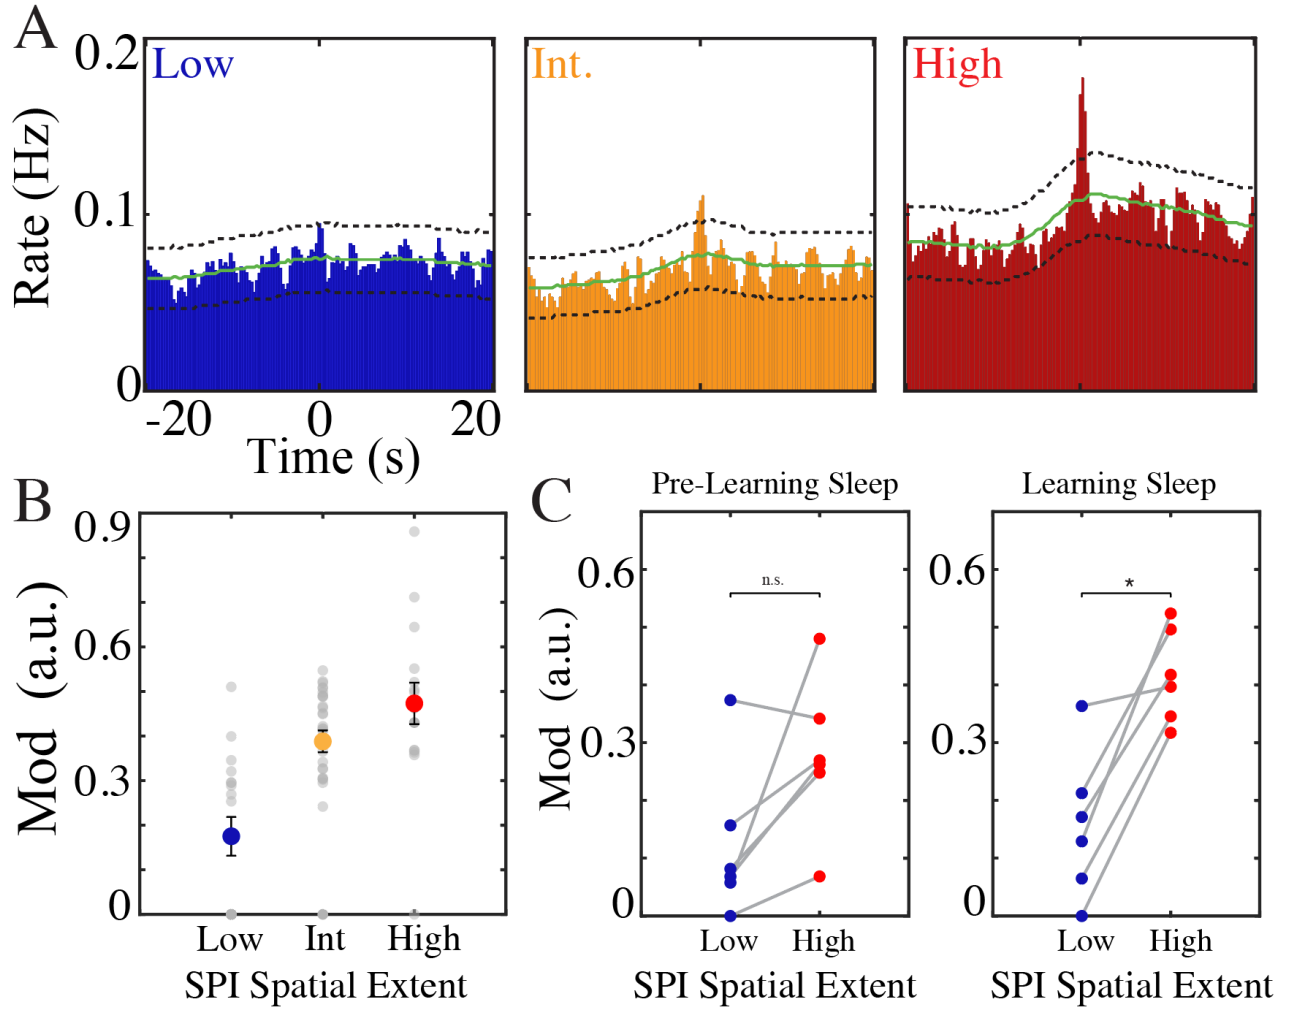 A
Low
Int.
High
0.2
0.1
0
Rate (Hz)
-20 0 20
Time (s)
B
0.9
0.6
0.3
0
Mod (a.u.)
Low Int High
SPI Spatial Extent
C
Pre-Learning Sleep
n.s.
0.6
0.3
0
Mod (a.u.)
Low High
SPI Spatial Extent
Learning Sleep
*
0.6
0.3
0
Low High
SPI Spatial Extent